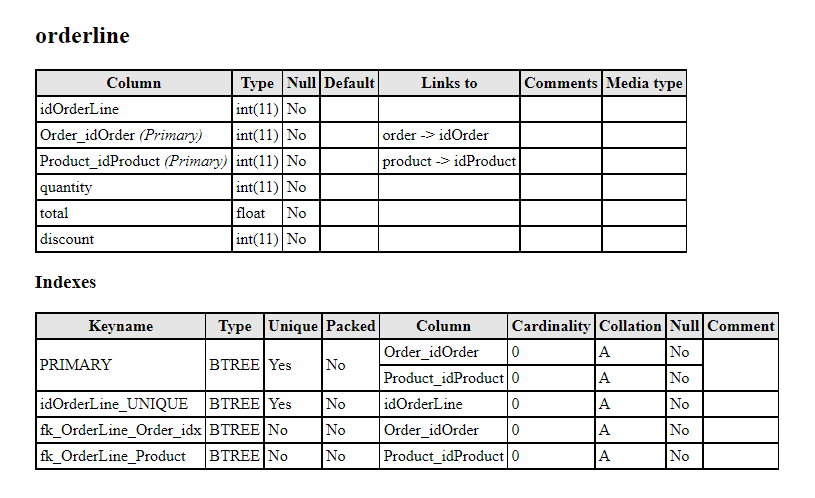 orderline
Column Type Null Default Links to Comments Media type
idOrderLine int(11) No
Order_idOrder (Primary) int(11) No order -> idOrder
Product_idProduct (Primary) int(11) No product -> idProduct
quantity int(11) No
total float No
discount int(11) No
Indexes
Keyname Type Unique Packed Column Cardinality Collation Null Comment
PRIMARY BTREE Yes No Order_idOrder 0 A No
Product_idProduct 0 A No
idOrderLine_UNIQUE BTREE Yes No idOrderLine 0 A No
fk_OrderLine_Order_idx BTREE No No Order_idOrder 0 A No
fk_OrderLine_Product BTREE No No Product_idProduct 0 A No